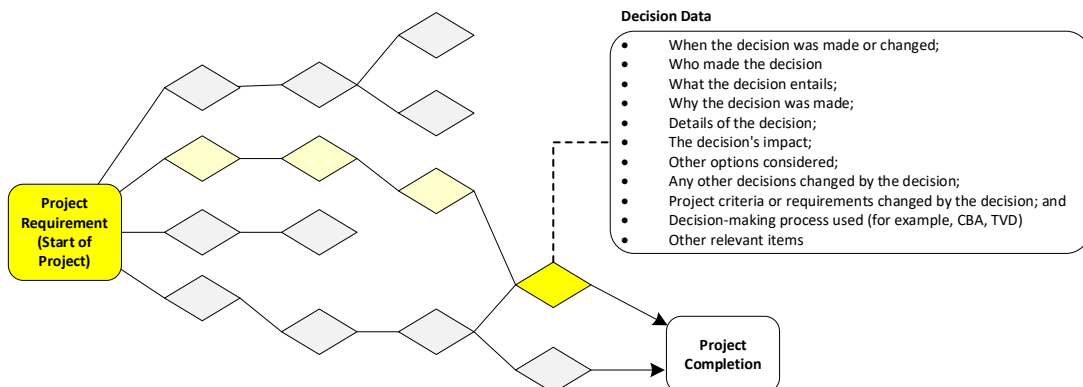 Decision Data
• When the decision was made or changed;
• Who made the decision
• What the decision entails;
• Why the decision was made;
• Details of the decision;
• The decision's impact;
• Other options considered;
• Any other decisions changed by the decision;
• Project criteria or requirements changed by the decision; and
• Decision-making process used (for example, CBA, TVD)
• Other relevant items
Project
Requirement
(Start of
Project)
Project
Completion